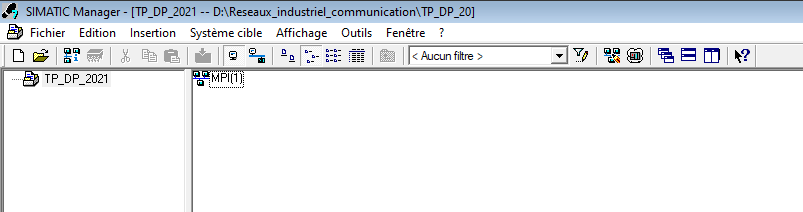 SIMATIC Manager - [TP_DP_2021 -- D:\Reseaux_industriel_communication\TP_DP_20]
Fichier Edition Insertion Système cible Affichage Outils Fenêtre ?
< Aucun filtre >
TP_DP_2021
MPI(1)